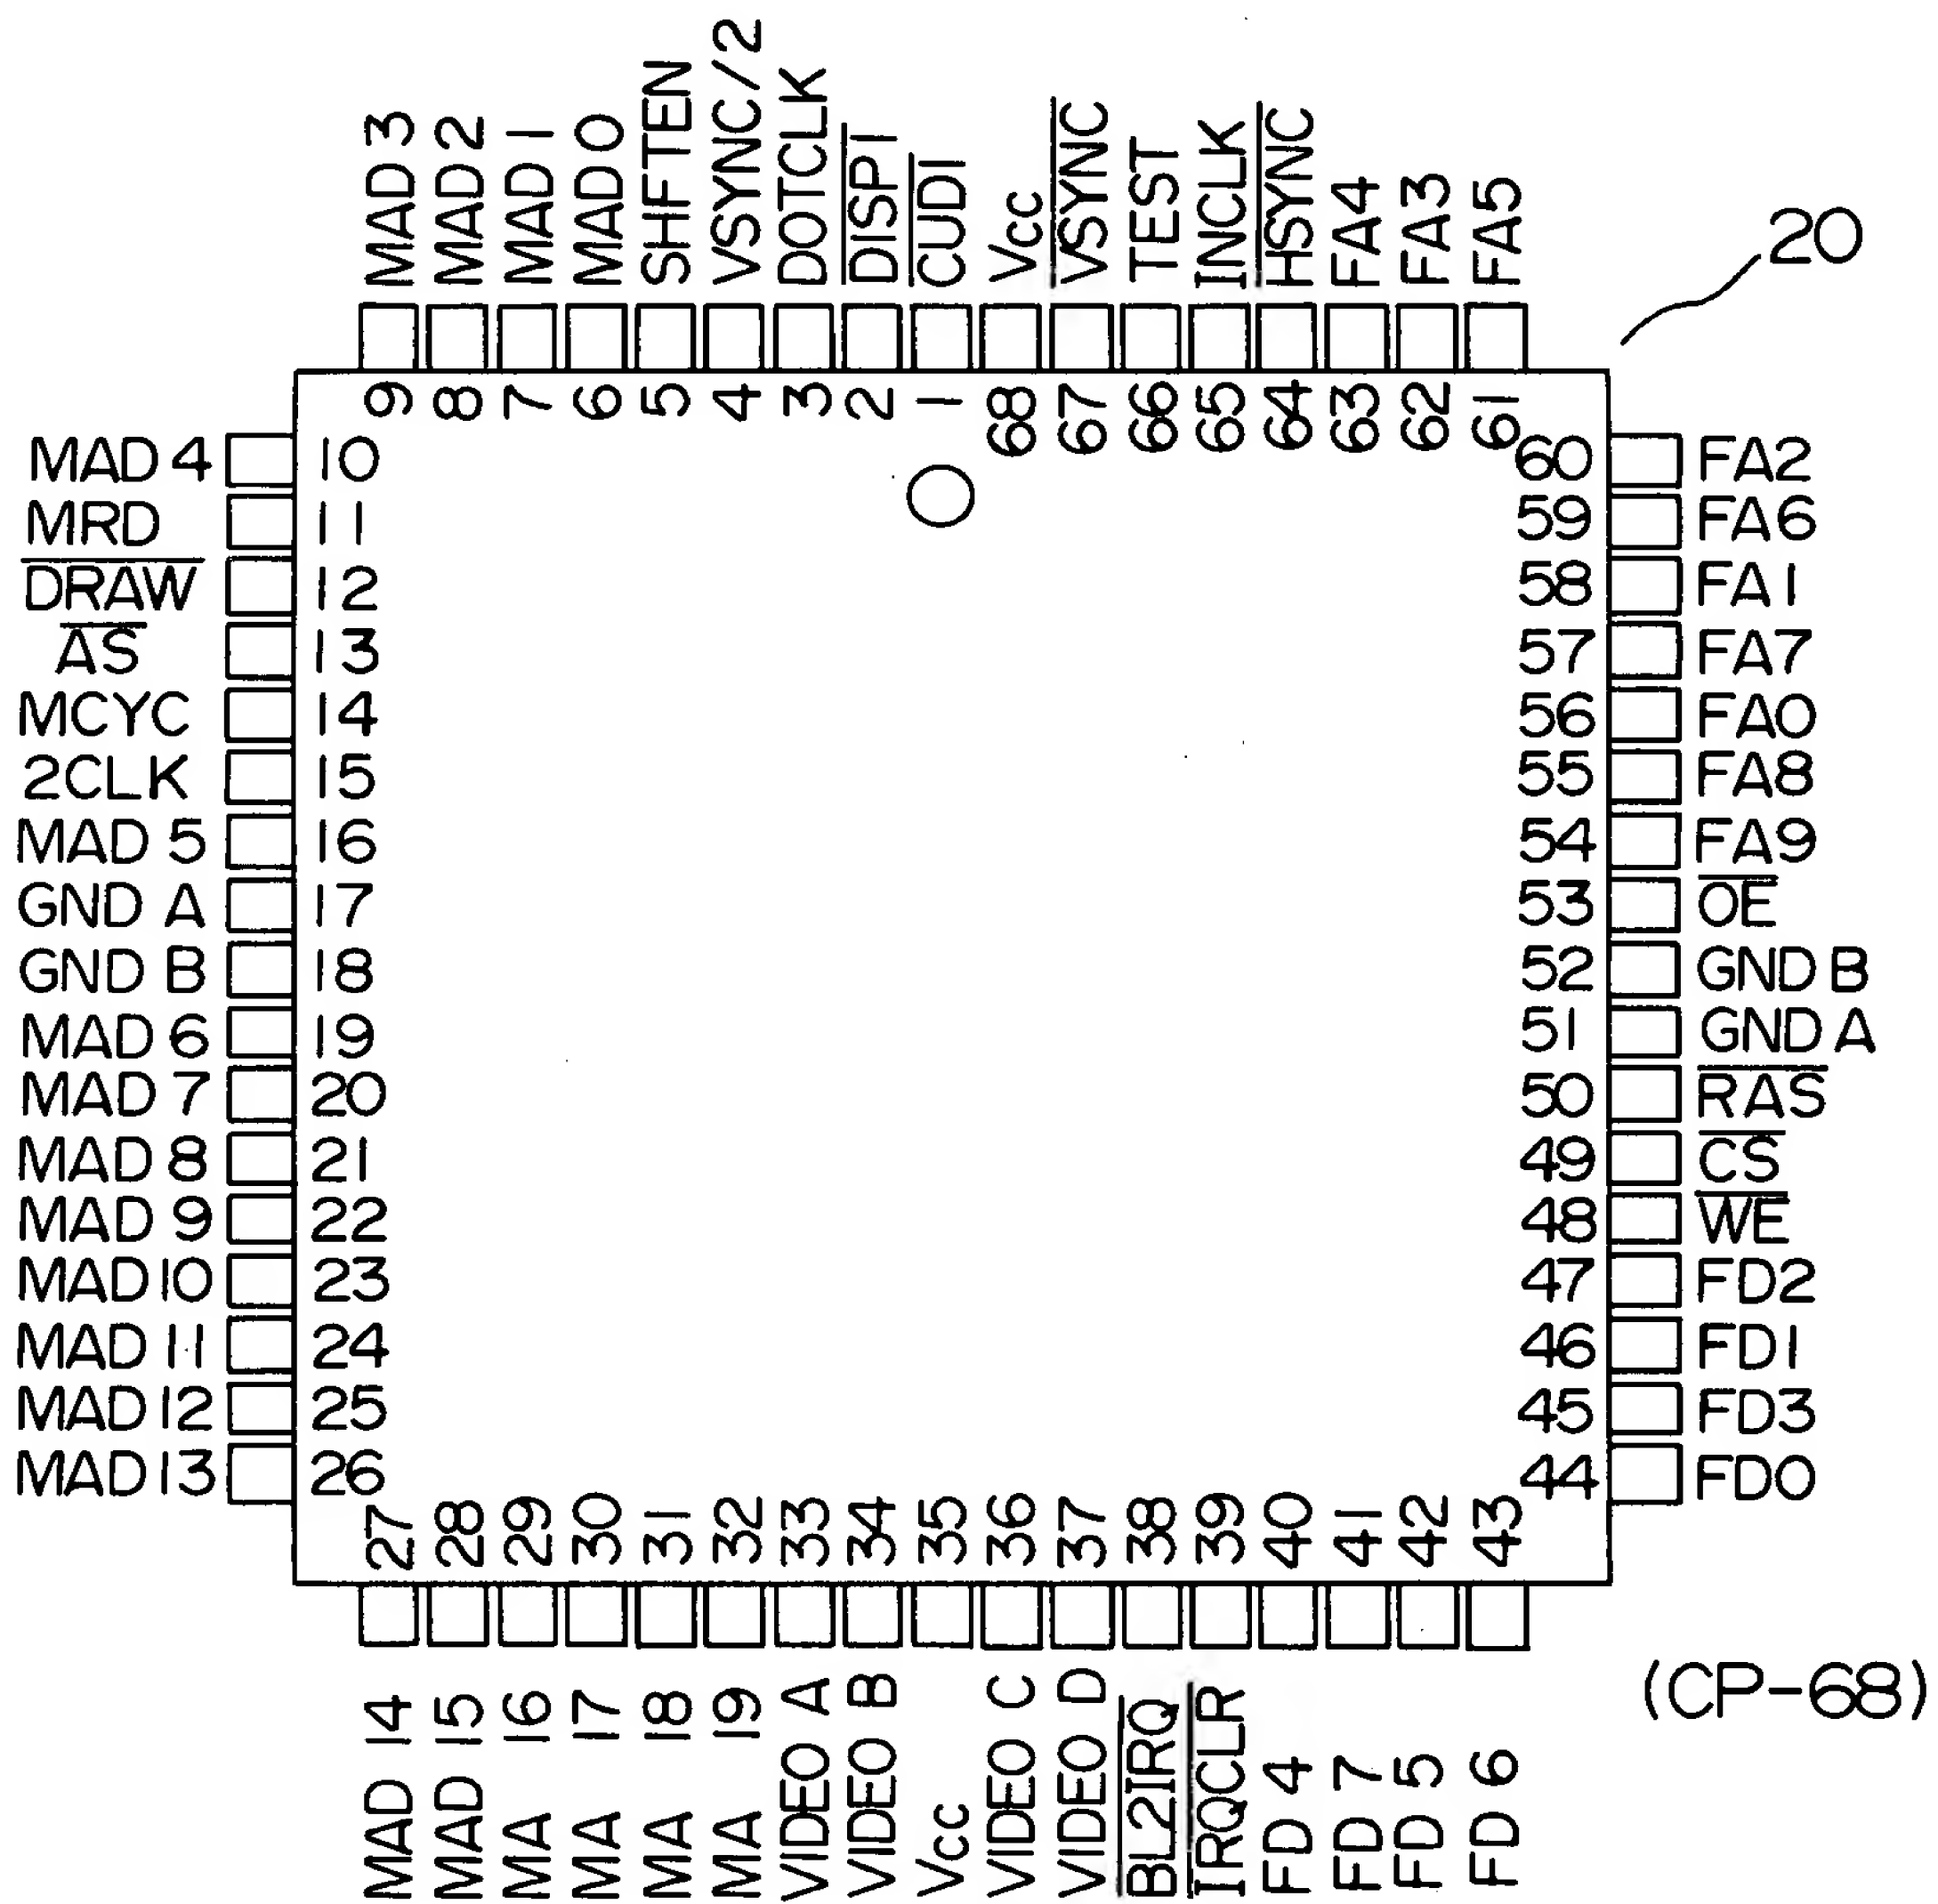 MAD 3
MAD 2
MAD 1
MAD 0
SHFTEN
VSYNC/2
DOTCLK
DISP1
CUD1
Vcc
VSYNC
TEST
INCLK
HSYNC
FA4
FA3
FA5
20
9 8 7 6 5 4 3 2 1 68 67 66 65 64 63 62 61
MAD 4 10
MRD 11
DRAW 12
AS 13
MCYC 14
2CLK 15
MAD 5 16
GND A 17
GND B 18
MAD 6 19
MAD 7 20
MAD 8 21
MAD 9 22
MAD 10 23
MAD 11 24
MAD 12 25
MAD 13 26
60 FA2
59 FA6
58 FA1
57 FA7
56 FA0
55 FA8
54 FA9
53 OE
52 GND B
51 GND A
50 RAS
49 CS
48 WE
47 FD2
46 FD1
45 FD3
44 FD0
27 28 29 30 31 32 33 34 35 36 37 38 39 40 41 42 43
MAD 14
MAD 15
MA 16
MA 17
MA 18
MA 19
VIDEO A
VIDEO B
Vcc
VIDEO C
VIDEO D
BL2IRQ
IRQCLR
FD 4
FD 7
FD 5
FD 6
(CP-68)